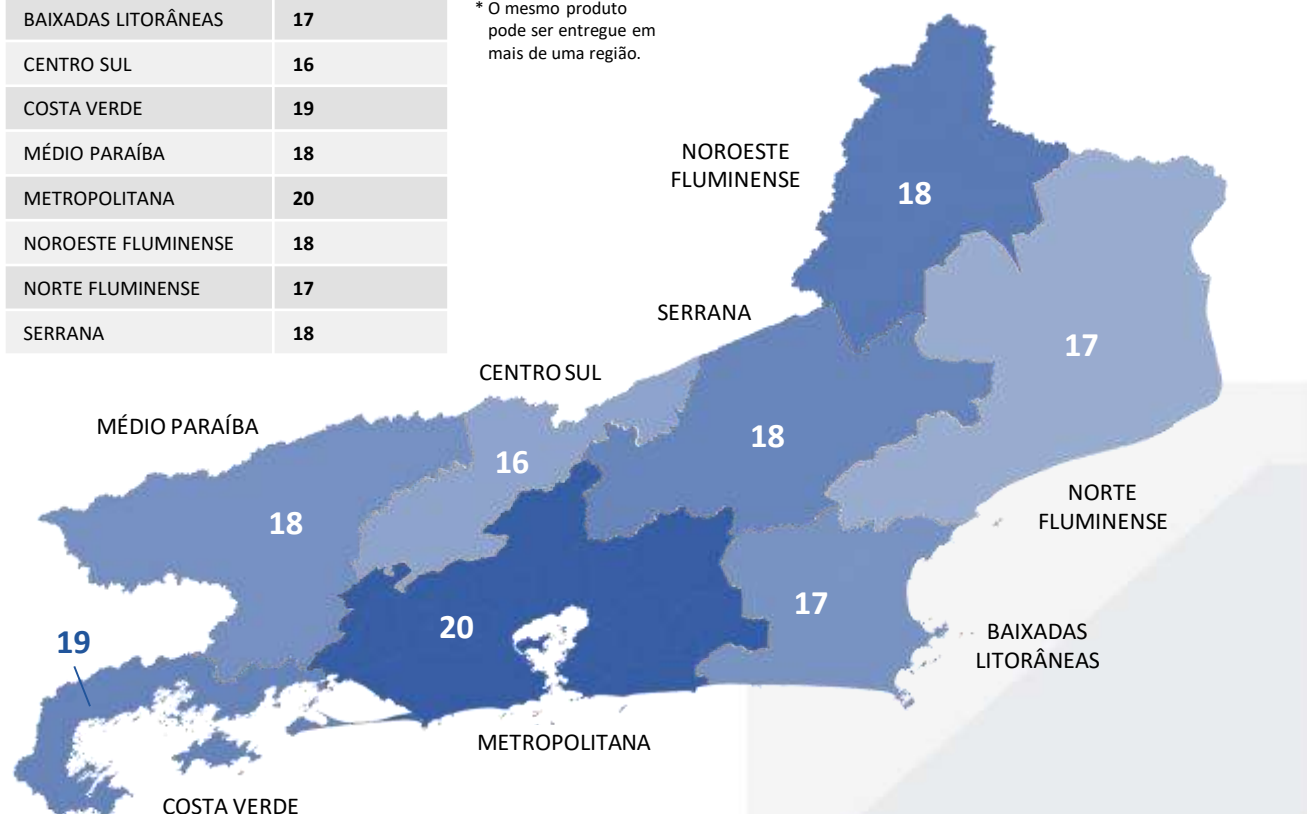 BAIXADAS LITORÂNEAS 17
CENTRO SUL 16
COSTA VERDE 19
MÉDIO PARAÍBA 18
METROPOLITANA 20
NOROESTE FLUMINENSE 18
NORTE FLUMINENSE 17
SERRANA 18
* O mesmo produto
pode ser entregue em
mais de uma região.
NOROESTE
FLUMINENSE
18
SERRANA
17
CENTRO SUL
MÉDIO PARAÍBA
18
16
NORTE
FLUMINENSE
18
17
20
19
BAIXADAS
LITORÂNEAS
METROPOLITANA
COSTA VERDE